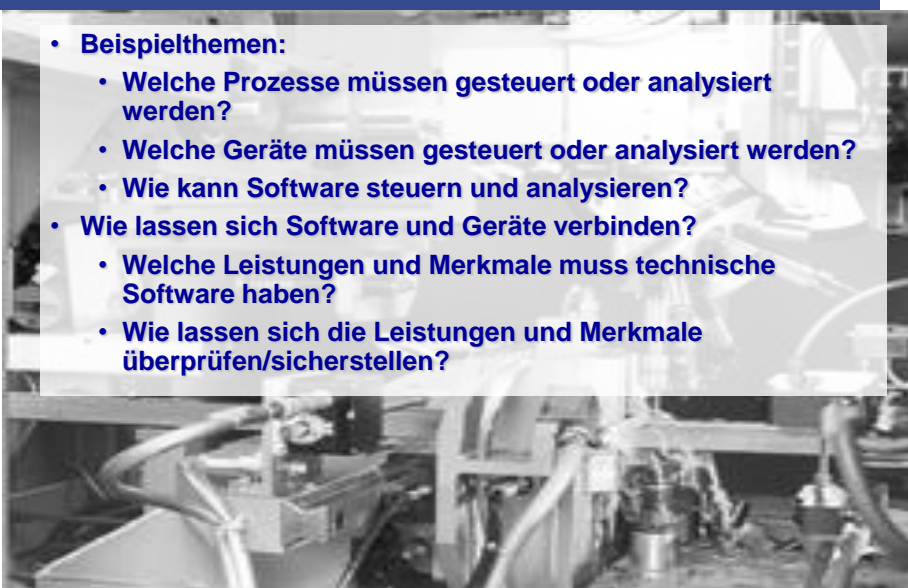 • Beispielthemen:
• Welche Prozesse müssen gesteuert oder analysiert
werden?
• Welche Geräte müssen gesteuert oder analysiert werden?
• Wie kann Software steuern und analysieren?
• Wie lassen sich Software und Geräte verbinden?
• Welche Leistungen und Merkmale muss technische
Software haben?
• Wie lassen sich die Leistungen und Merkmale
überprüfen/sicherstellen?